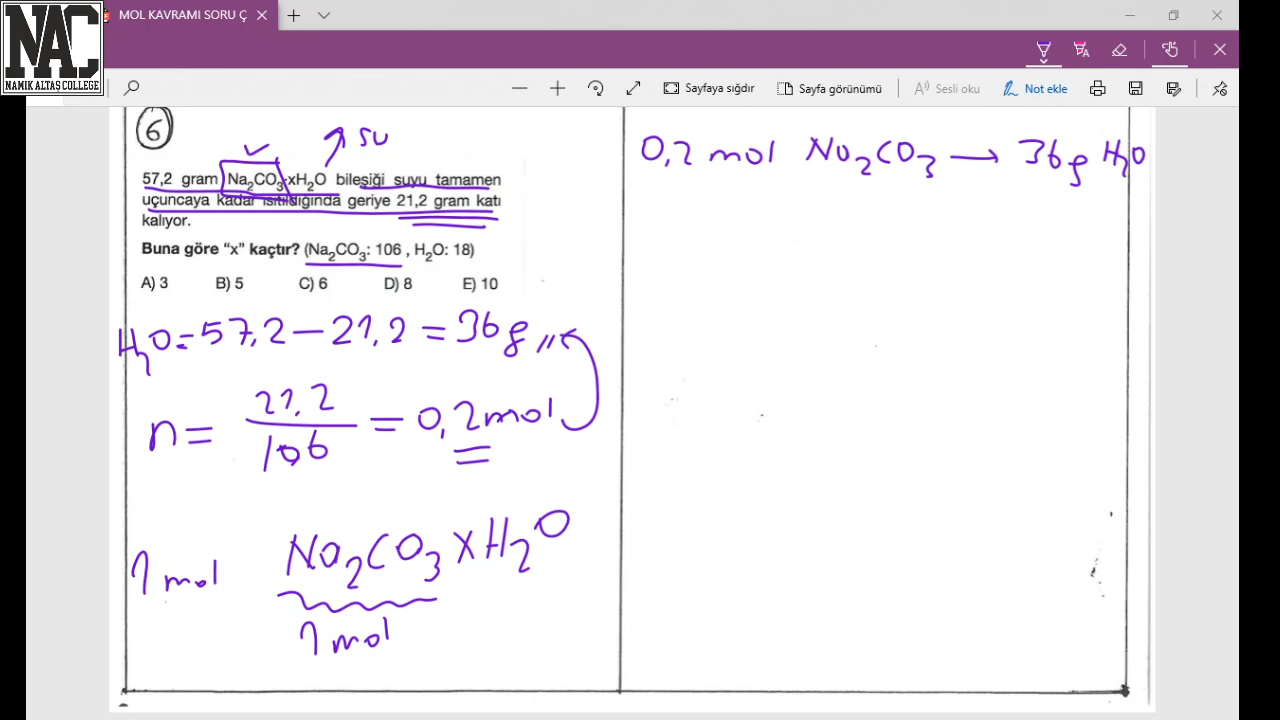 NAC
NAMIK ALTAŞ COLLEGE
MOL KAVRAMI SORU Ç
Sayfaya sığdır
Sayfa görünümü
Sesli oku
Not ekle
6
su
57,2 gram Na₂CO₃·xH₂O bileşiği suyu tamamen
uçuncaya kadar ısıtıldığında geriye 21,2 gram katı
kalıyor.
Buna göre "x" kaçtır? (Na₂CO₃: 106 , H₂O: 18)
A) 3 B) 5 C) 6 D) 8 E) 10
H₂O = 57,2 — 21,2 = 36g
n = 21,2 / 106 = 0,2 mol
1 mol Na₂CO₃ x H₂O
1 mol
0,2 mol Na₂CO₃ → 36g H₂O